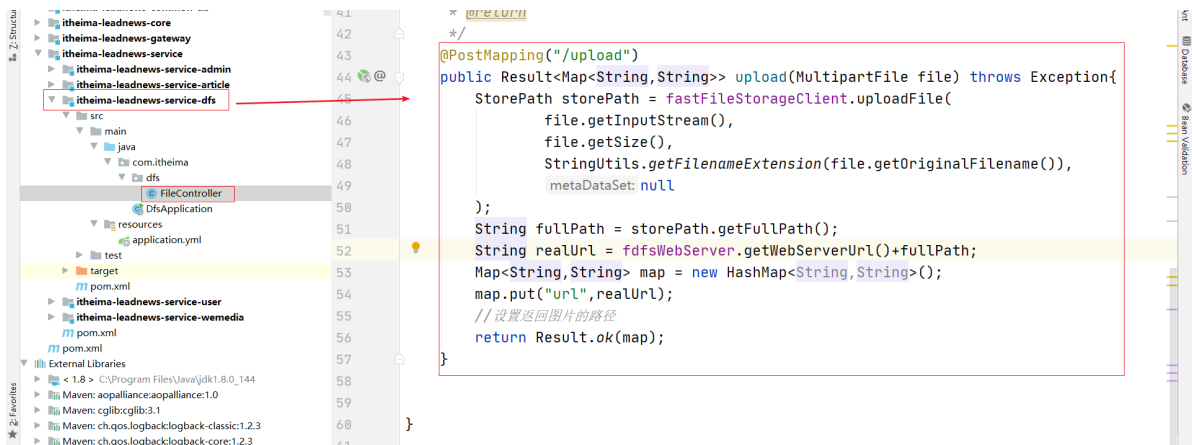 Z: Structure
itheima-leadnews-core
itheima-leadnews-gateway
itheima-leadnews-service
itheima-leadnews-service-admin
itheima-leadnews-service-article
itheima-leadnews-service-dfs
src
main
java
com.itheima
dfs
FileController
DfsApplication
resources
application.yml
test
target
pom.xml
itheima-leadnews-service-user
itheima-leadnews-service-wemedia
pom.xml
pom.xml
External Libraries
< 1.8 > C:\Program Files\Java\jdk1.8.0_144
Maven: aopalliance:aopalliance:1.0
Maven: cglib:cglib:3.1
Maven: ch.qos.logback:logback-classic:1.2.3
Maven: ch.qos.logback:logback-core:1.2.3
2: Favorites
41 * @return
42 */
43 @PostMapping("/upload")
44 @ public Result<Map<String,String>> upload(MultipartFile file) throws Exception{
45 StorePath storePath = fastFileStorageClient.uploadFile(
46 file.getInputStream(),
47 file.getSize(),
48 StringUtils.getFilenameExtension(file.getOriginalFilename()),
49 metaDataSet: null
50 );
51 String fullPath = storePath.getFullPath();
52 String realUrl = fdfsWebServer.getWebServerUrl()+fullPath;
53 Map<String,String> map = new HashMap<String,String>();
54 map.put("url",realUrl);
55 //设置返回图片的路径
56 return Result.ok(map);
57 }
58
59
60 }
Ant
Database
Bean Validation